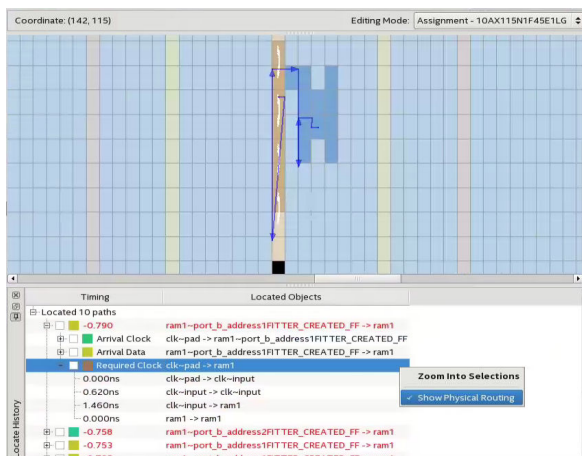 Coordinate: (142, 115)
Editing Mode: Assignment - 10AX115N1F45E1LG
Timing Located Objects
Located 10 paths
-0.790 ram1~port_b_address1FITTER_CREATED_FF -> ram1
Arrival Clock clk~pad -> ram1~port_b_address1FITTER_CREATED_FF
Arrival Data ram1~port_b_address1FITTER_CREATED_FF -> ram1
Required Clock clk~pad -> ram1
0.000ns clk~pad -> clk~input
0.620ns clk~input -> clk~input
1.460ns clk~input -> ram1
0.000ns ram1 -> ram1
-0.758 ram1~port_b_address2FITTER_CREATED_FF -> ram1
-0.753 ram1~port_b_address1FITTER_CREATED_FF -> ram1
Zoom Into Selections
Show Physical Routing
ocate History